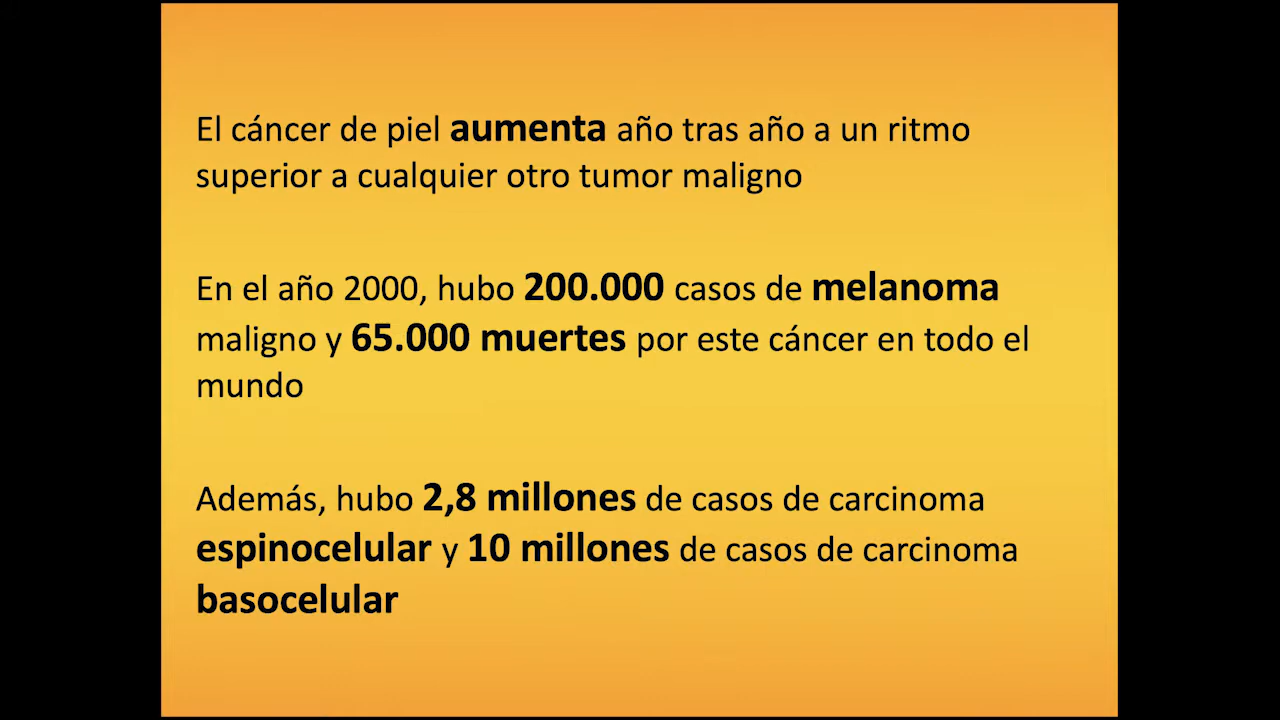 El cáncer de piel aumenta año tras año a un ritmo
superior a cualquier otro tumor maligno
En el año 2000, hubo 200.000 casos de melanoma
maligno y 65.000 muertes por este cáncer en todo el
mundo
Además, hubo 2,8 millones de casos de carcinoma
espinocelular y 10 millones de casos de carcinoma
basocelular